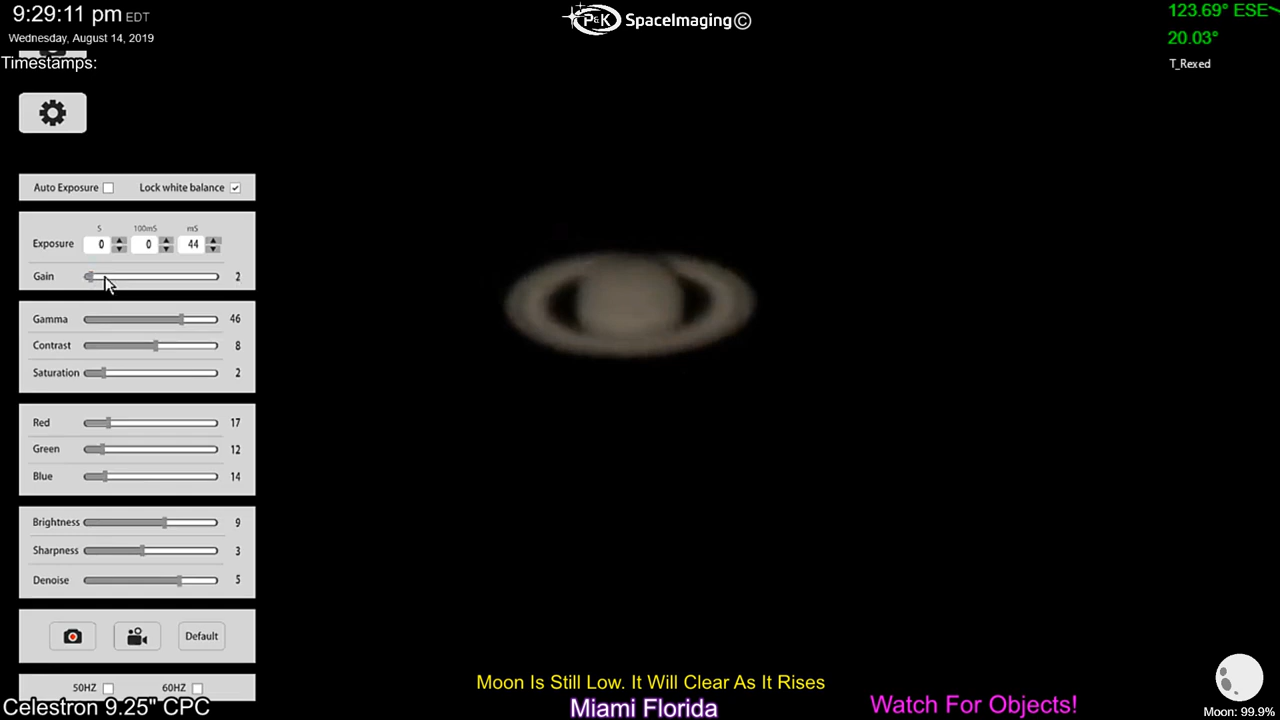 9:29:11 pm EDT
Wednesday, August 14, 2019
Timestamps:
P&K SpaceImaging©
123.69° ESE
20.03°
T_Rexed
Auto Exposure Lock white balance
S 100mS mS
Exposure 0 0 44
Gain 2
Gamma 46
Contrast 8
Saturation 2
Red 17
Green 12
Blue 14
Brightness 9
Sharpness 3
Denoise 5
Default
50HZ 60HZ
Celestron 9.25" CPC
Moon Is Still Low. It Will Clear As It Rises
Miami Florida
Watch For Objects!
Moon: 99.9%